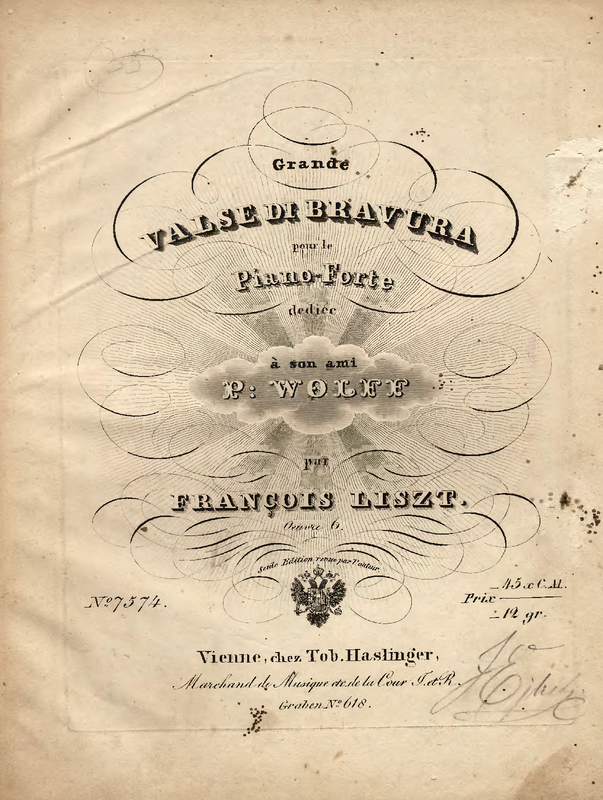 Grande
VALSE DI BRAVURA
pour le
Piano-Forte
dediée
à son ami
P: WOLFF
par
FRANÇOIS LISZT.
Oeuvre 6.
Seule Edition revue par l'auteur.
No. 7574.
Prix
45 x C.M.
12 gr.
Vienne, chez Tob. Haslinger,
Marchand de Musique etc. de la Cour I. et R.
Graben No. 618.